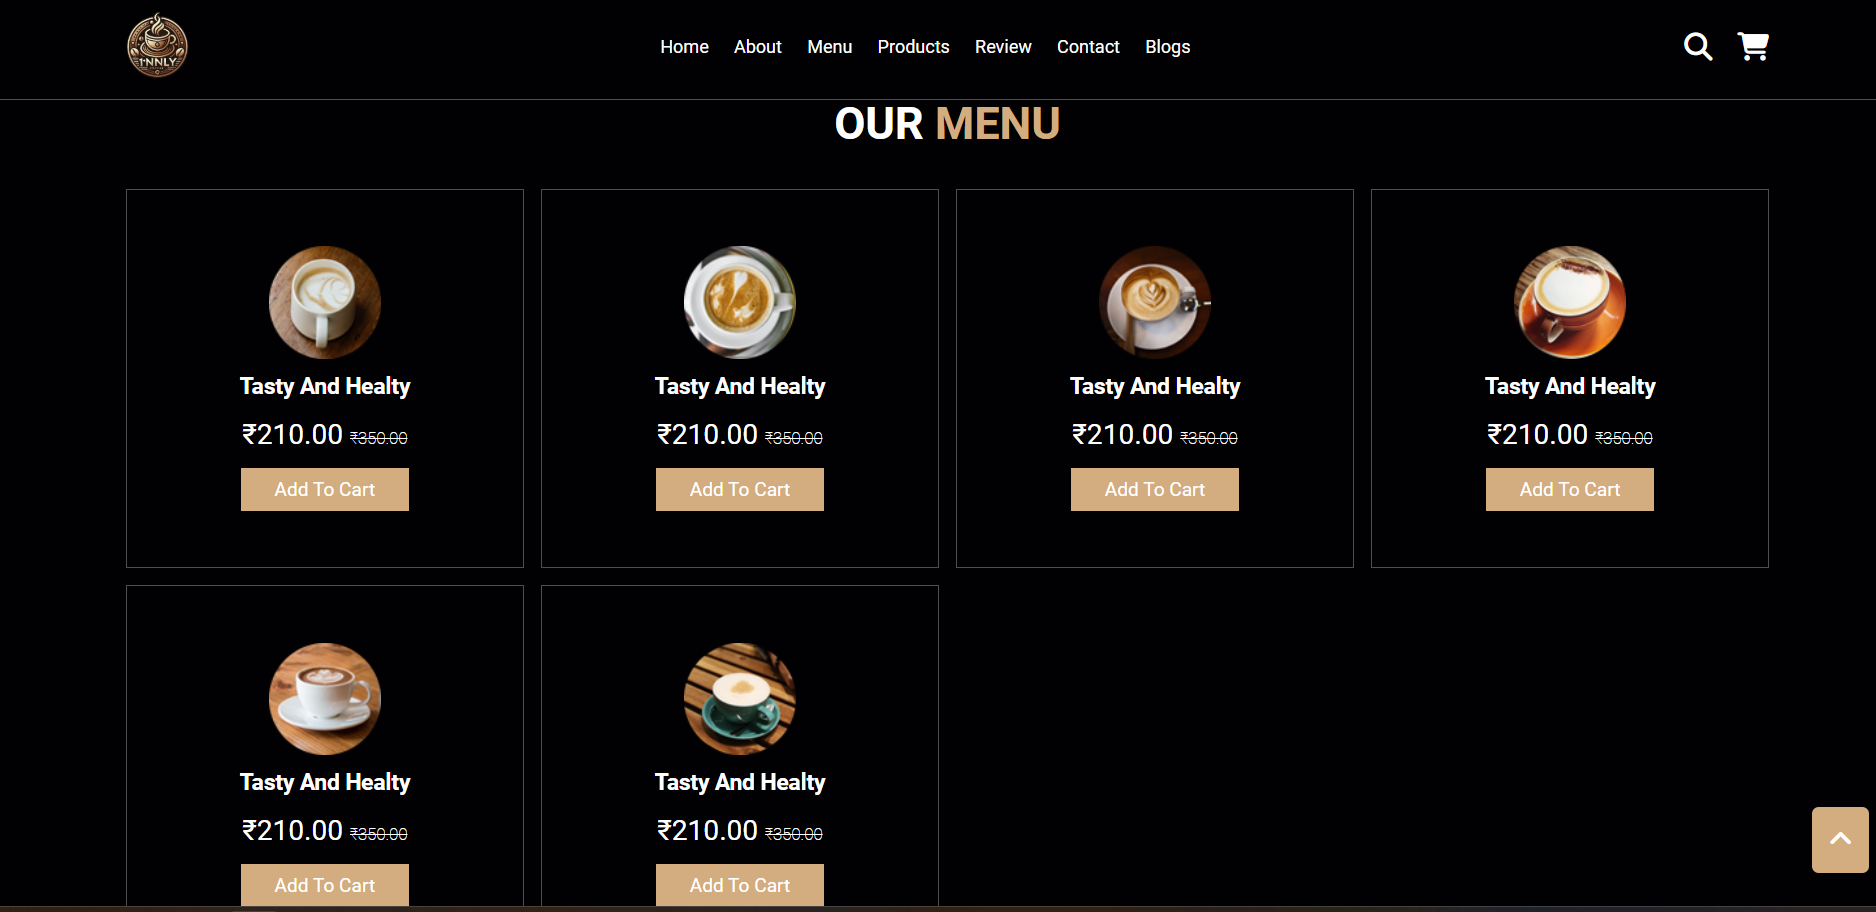 1NNLY
Home About Menu Products Review Contact Blogs
OUR MENU
Tasty And Healty Tasty And Healty Tasty And Healty Tasty And Healty
₹210.00 ₹350.00 ₹210.00 ₹350.00 ₹210.00 ₹350.00 ₹210.00 ₹350.00
Add To Cart Add To Cart Add To Cart Add To Cart
Tasty And Healty Tasty And Healty
₹210.00 ₹350.00 ₹210.00 ₹350.00
Add To Cart Add To Cart